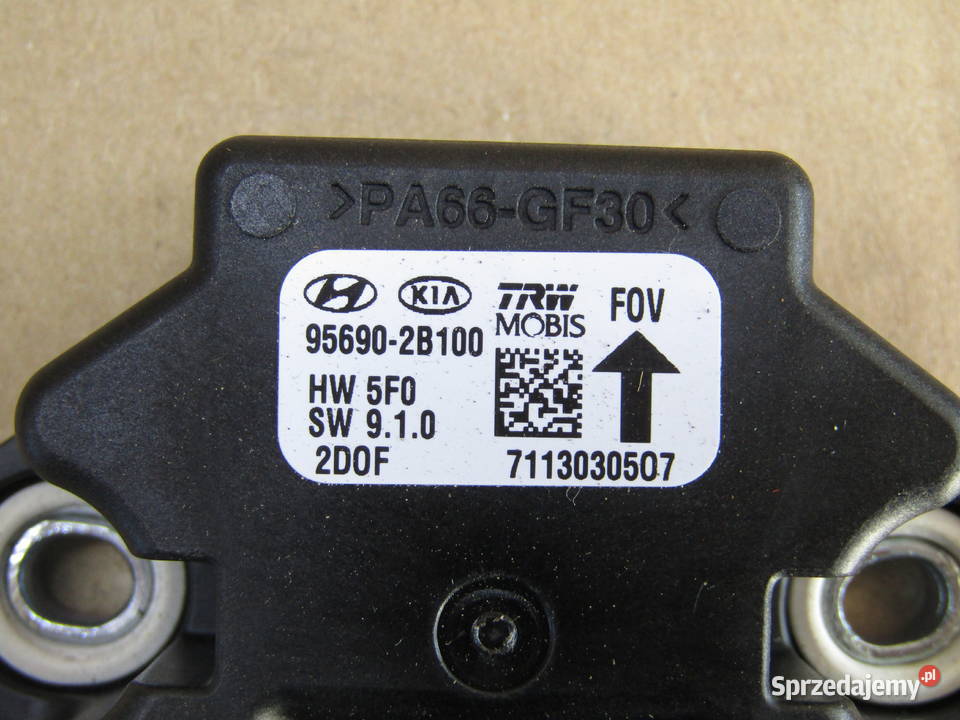 >PA66-GF30<
KIA TRW FOV
MOBIS
95690-2B100
HW 5F0
SW 9.1.0
2DOF 7113030507
Sprzedajemy.pl